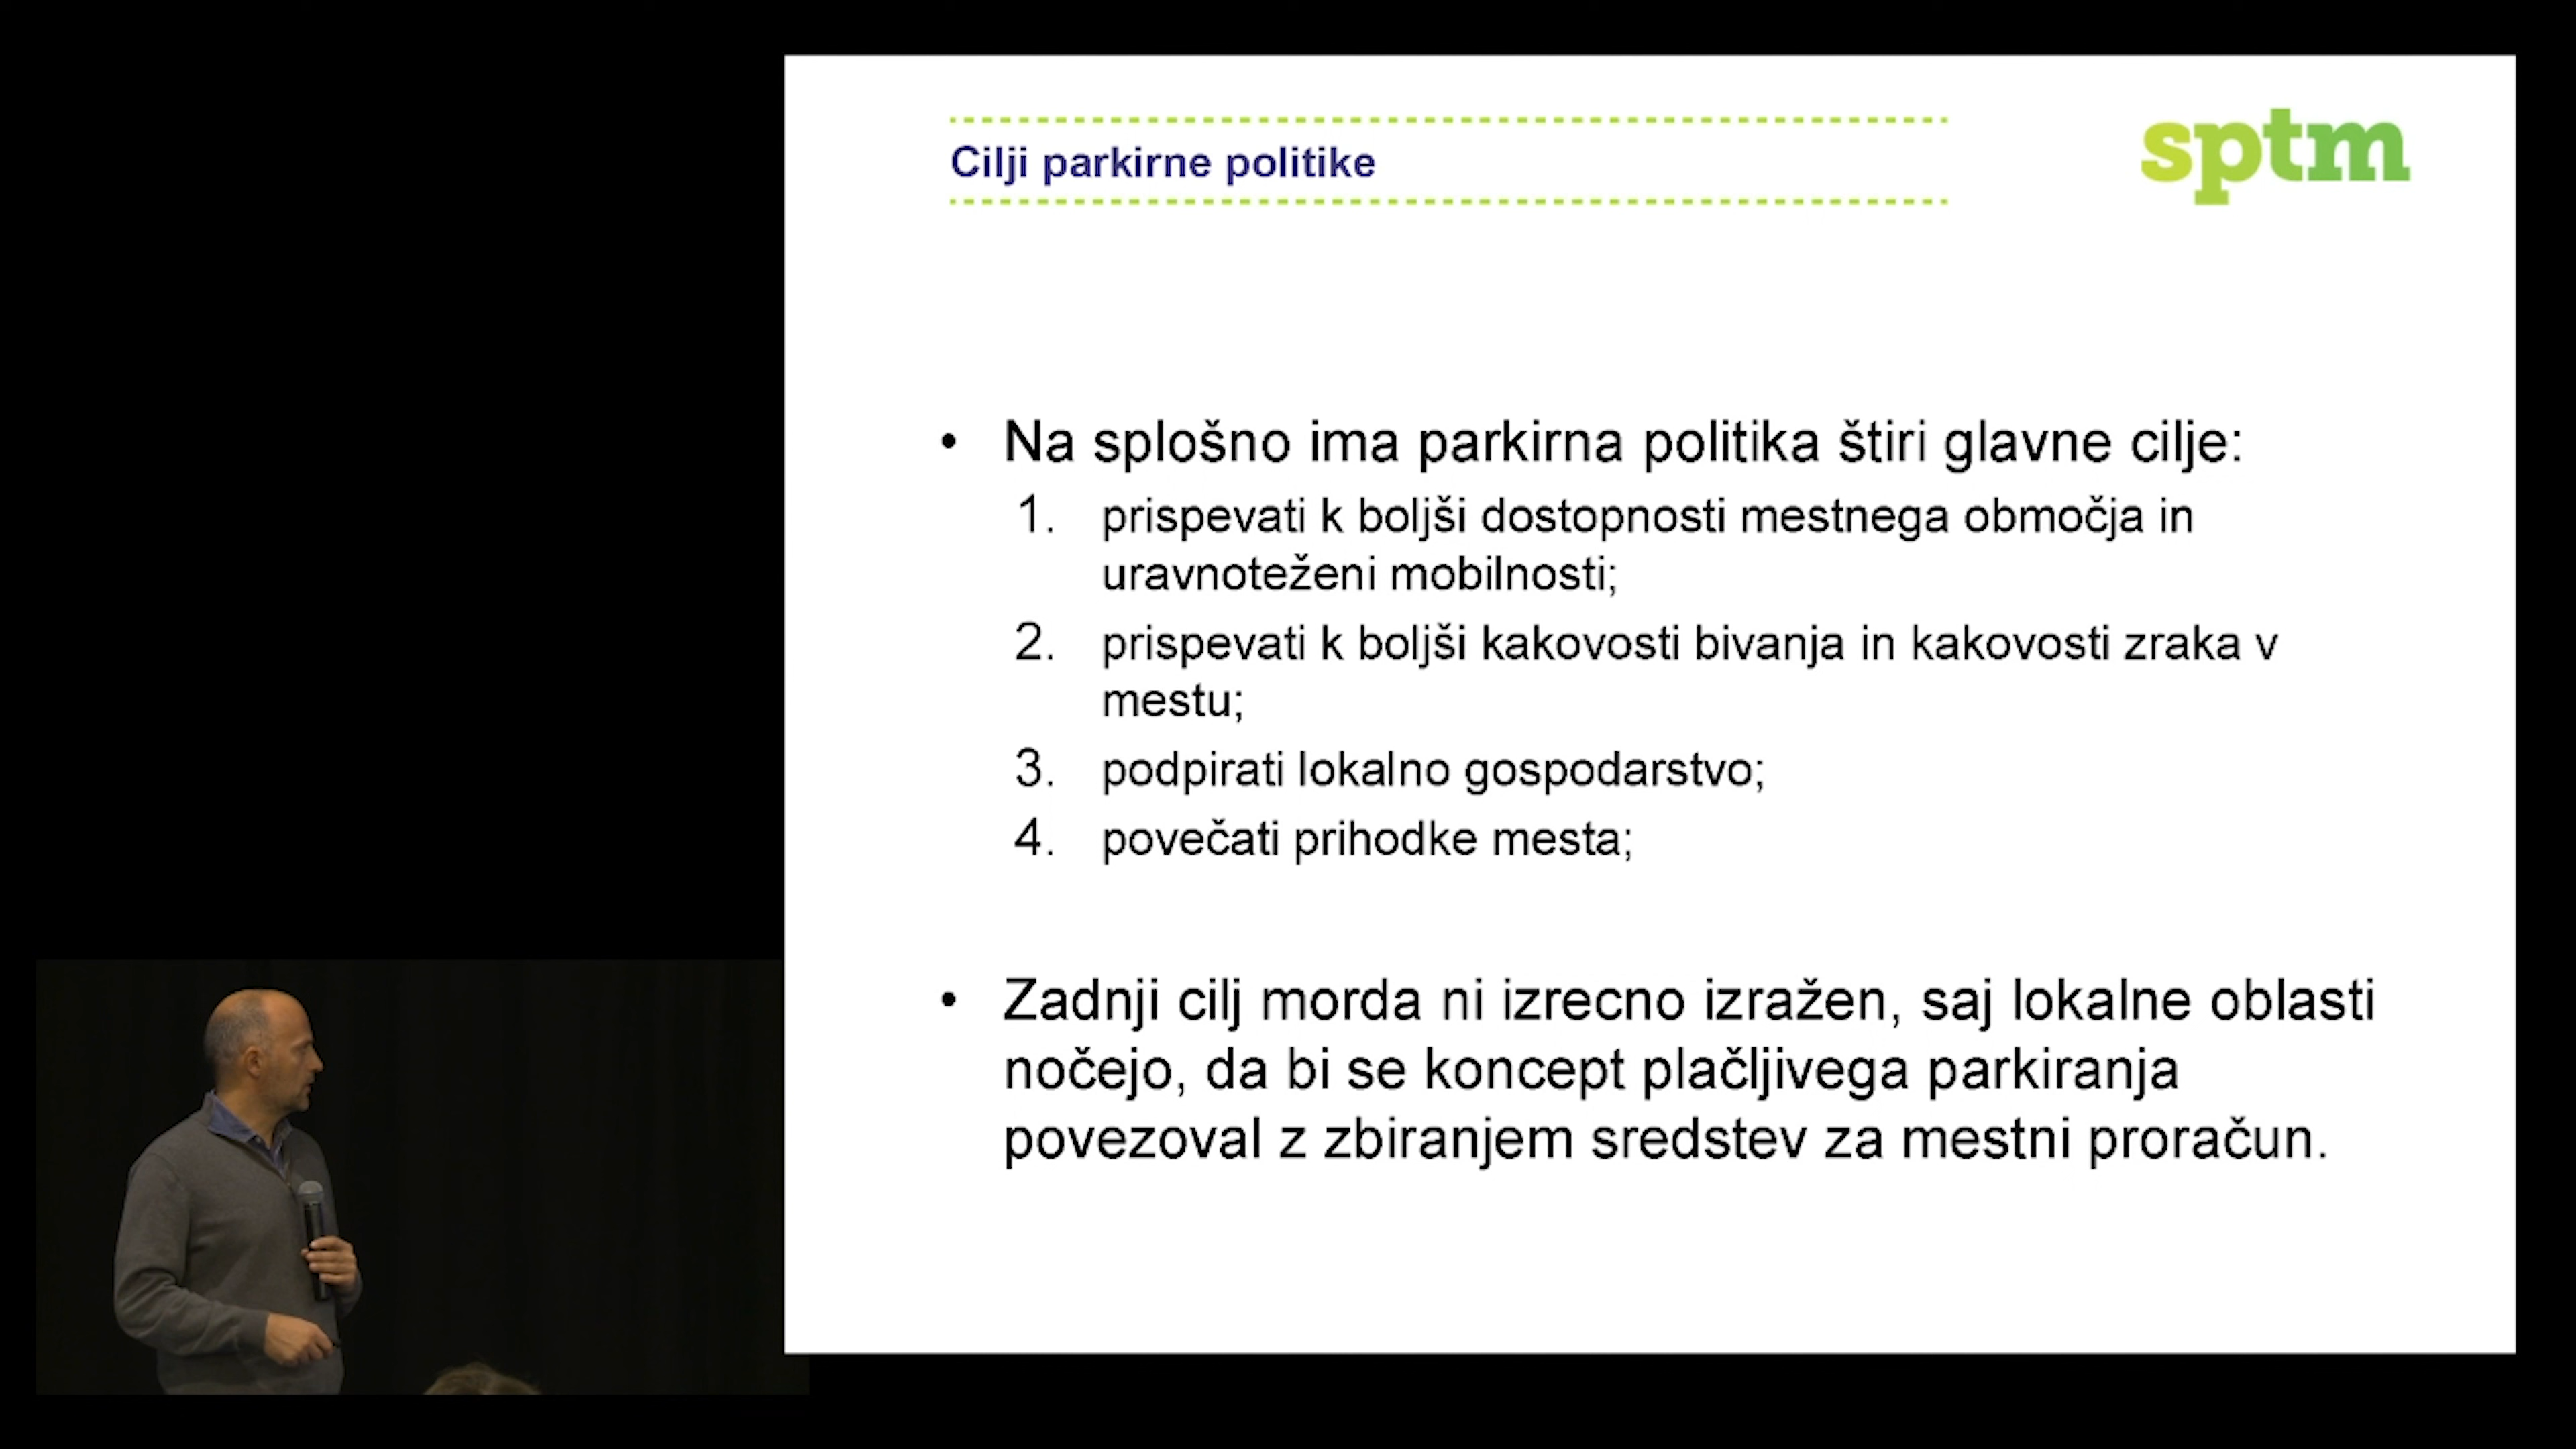 sptm
Cilji parkirne politike
• Na splošno ima parkirna politika štiri glavne cilje:
1. prispevati k boljši dostopnosti mestnega območja in
uravnoteženi mobilnosti;
2. prispevati k boljši kakovosti bivanja in kakovosti zraka v
mestu;
3. podpirati lokalno gospodarstvo;
4. povečati prihodke mesta;
• Zadnji cilj morda ni izrecno izražen, saj lokalne oblasti
nočejo, da bi se koncept plačljivega parkiranja
povezoval z zbiranjem sredstev za mestni proračun.